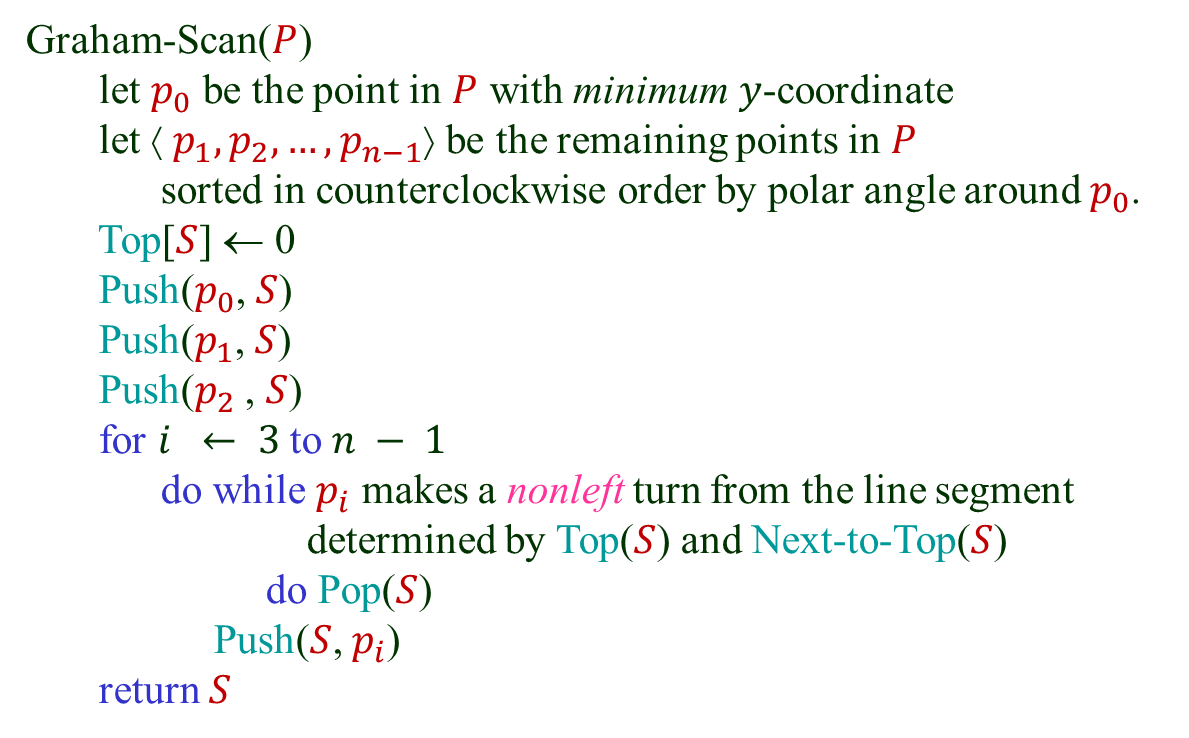 Graham-Scan(P)
let p₀ be the point in P with minimum y-coordinate
let ⟨ p₁, p₂, … , pₙ₋₁⟩ be the remaining points in P
sorted in counterclockwise order by polar angle around p₀.
Top[S] ← 0
Push(p₀, S)
Push(p₁, S)
Push(p₂ , S)
for i ← 3 to n − 1
do while pᵢ makes a nonleft turn from the line segment
determined by Top(S) and Next-to-Top(S)
do Pop(S)
Push(S, pᵢ)
return S